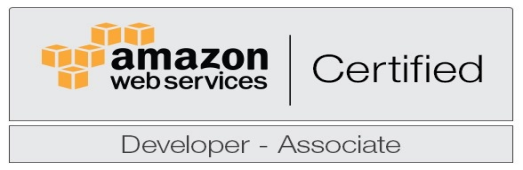 amazon
web services
Certified
Developer - Associate